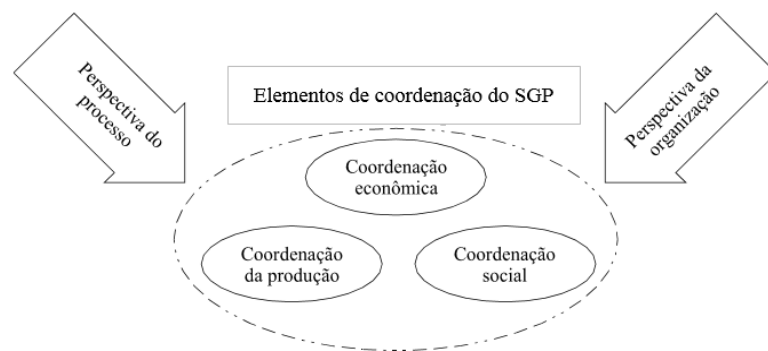 Perspectiva do
processo
Elementos de coordenação do SGP
Perspectiva da
organização
Coordenação
econômica
Coordenação
da produção
Coordenação
social